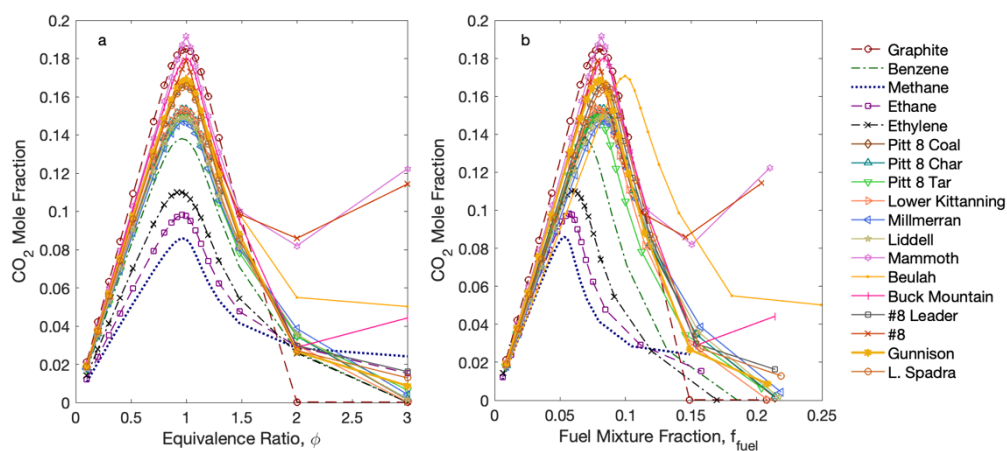 a
0.2
0.18
0.16
0.14
0.12
0.1
0.08
0.06
0.04
0.02
0
CO2 Mole Fraction
0 0.5 1 1.5 2 2.5 3
Equivalence Ratio, ϕ
b
0.2
0.18
0.16
0.14
0.12
0.1
0.08
0.06
0.04
0.02
0
CO2 Mole Fraction
0 0.05 0.1 0.15 0.2 0.25
Fuel Mixture Fraction, ffuel
Graphite
Benzene
Methane
Ethane
Ethylene
Pitt 8 Coal
Pitt 8 Char
Pitt 8 Tar
Lower Kittanning
Millmerran
Liddell
Mammoth
Beulah
Buck Mountain
#8 Leader
#8
Gunnison
L. Spadra